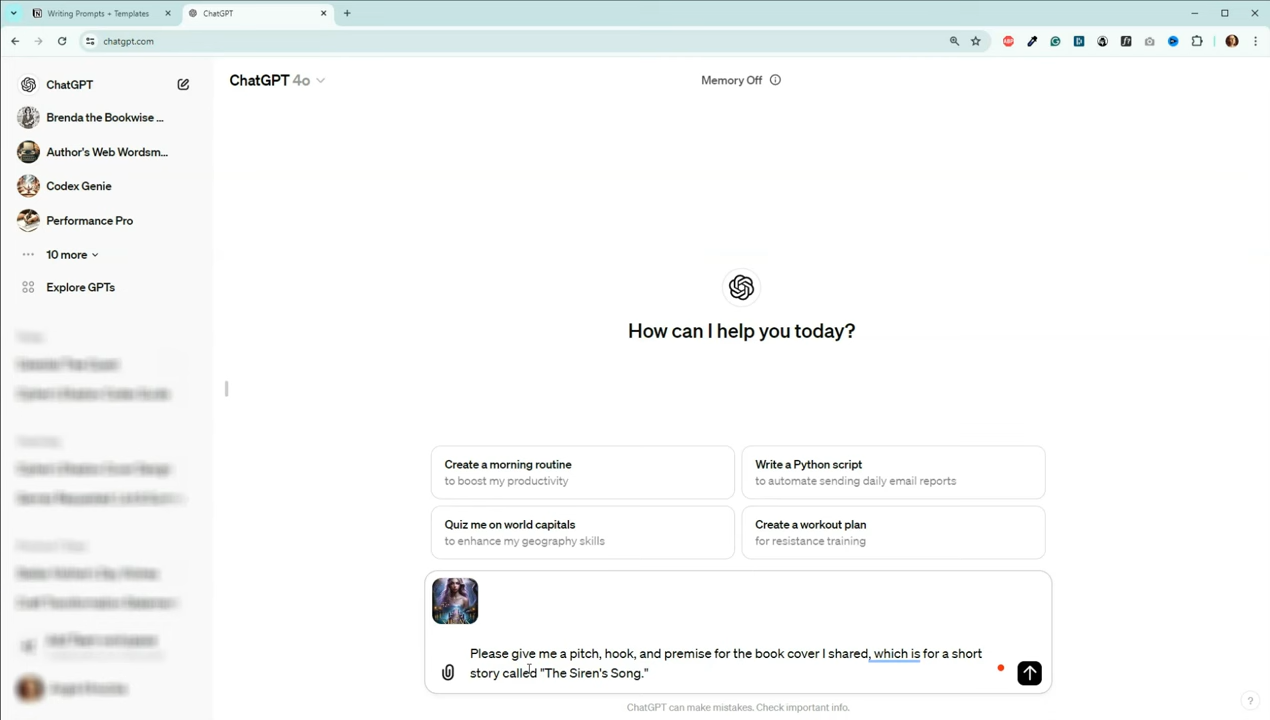 Writing Prompts + Templates
ChatGPT
chatgpt.com
ChatGPT
Brenda the Bookwise ...
Author's Web Wordsm...
Codex Genie
Performance Pro
10 more
Explore GPTs
ChatGPT 4o
Memory Off
How can I help you today?
Create a morning routine
to boost my productivity
Write a Python script
to automate sending daily email reports
Quiz me on world capitals
to enhance my geography skills
Create a workout plan
for resistance training
Please give me a pitch, hook, and premise for the book cover I shared, which is for a short
story called "The Siren's Song."
ChatGPT can make mistakes. Check important info.
?